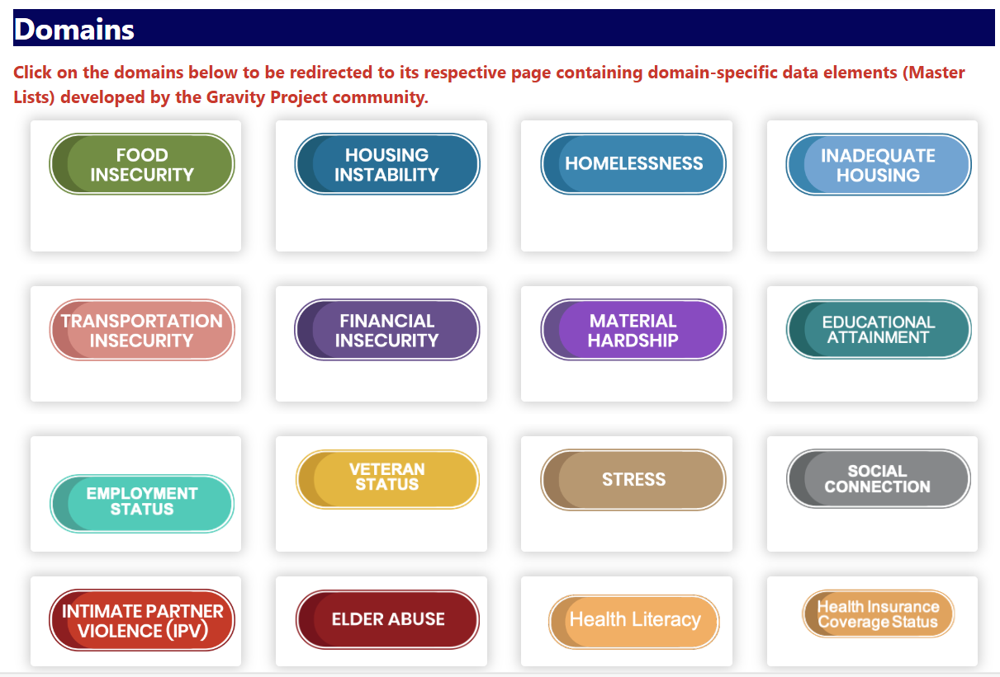 Domains
Click on the domains below to be redirected to its respective page containing domain-specific data elements (Master
Lists) developed by the Gravity Project community.
FOOD
INSECURITY
HOUSING
INSTABILITY
HOMELESSNESS
INADEQUATE
HOUSING
TRANSPORTATION
INSECURITY
FINANCIAL
INSECURITY
MATERIAL
HARDSHIP
EDUCATIONAL
ATTAINMENT
EMPLOYMENT
STATUS
VETERAN
STATUS
STRESS
SOCIAL
CONNECTION
INTIMATE PARTNER
VIOLENCE (IPV)
ELDER ABUSE
Health Literacy
Health Insurance
Coverage Status